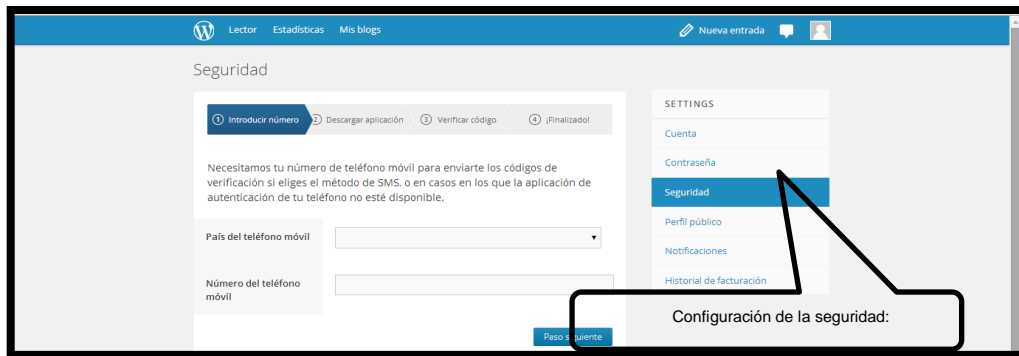 Lector Estadísticas Mis blogs Nueva entrada
Seguridad
1 Introducir número 2 Descargar aplicación 3 Verificar código 4 ¡Finalizado!
Necesitamos tu número de teléfono móvil para enviarte los códigos de
verificación si eliges el método de SMS, o en casos en los que la aplicación de
autenticación de tu teléfono no esté disponible.
País del teléfono móvil
Número del teléfono
móvil
Paso siguiente
SETTINGS
Cuenta
Contraseña
Seguridad
Perfil público
Notificaciones
Historial de facturación
Configuración de la seguridad: